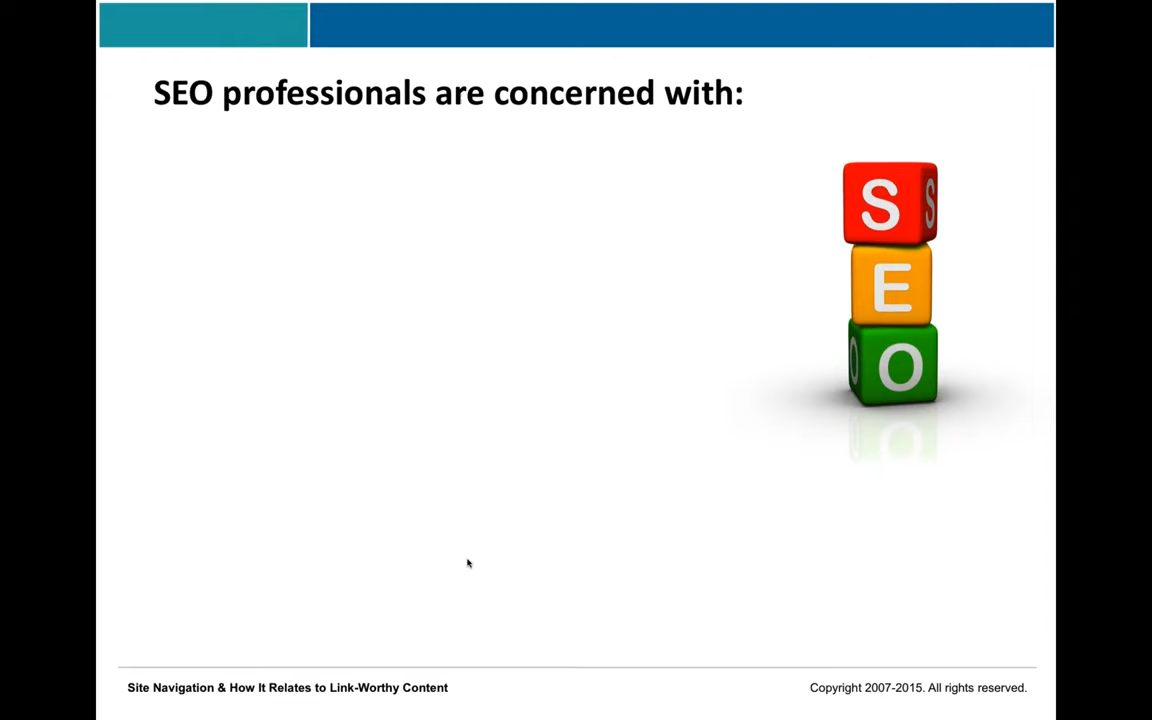 SEO professionals are concerned with:
S S
E
O O
Site Navigation & How It Relates to Link-Worthy Content
Copyright 2007-2015. All rights reserved.